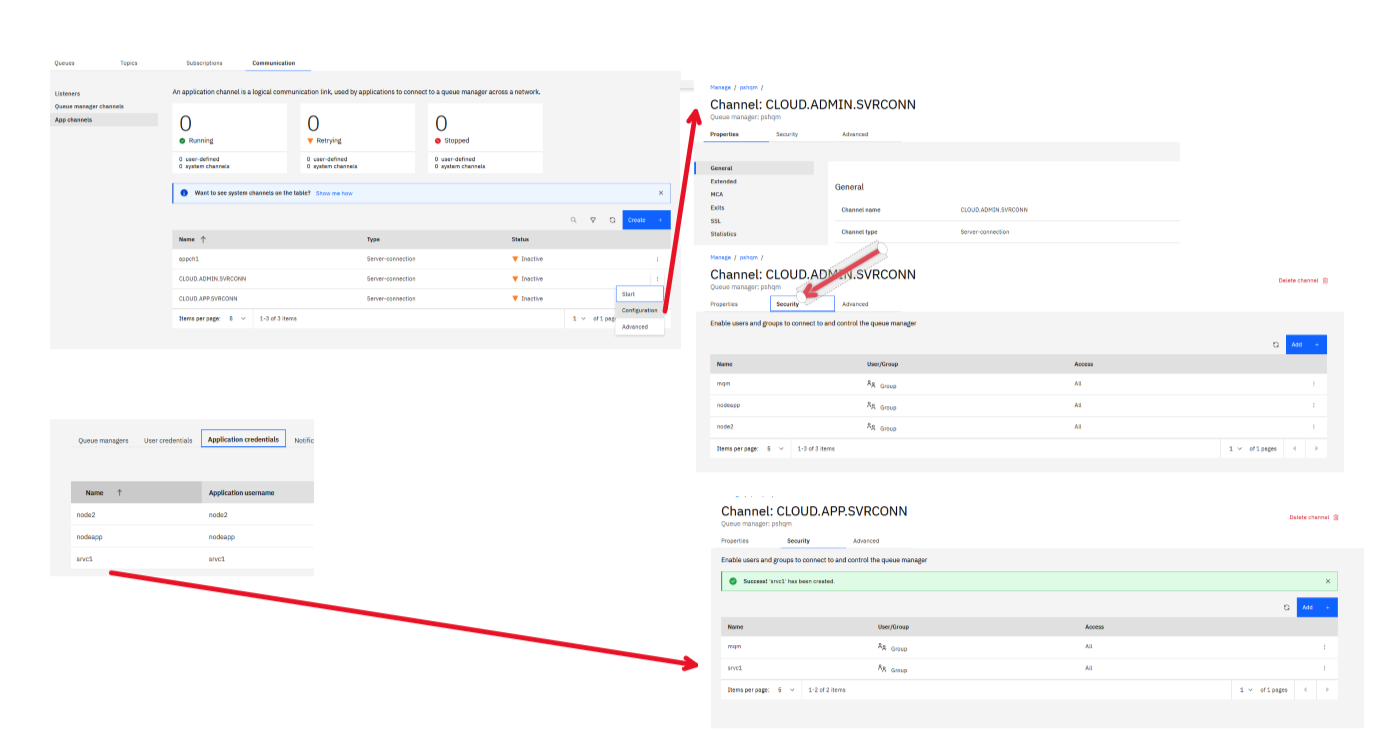 Queues Topics Subscriptions Communication
Listeners
Queue manager channels
App channels
An application channel is a logical communication link, used by applications to connect to a queue manager across a network.
0 0 0
Running Retrying Stopped
0 user-defined 0 user-defined 0 user-defined
0 system channels 0 system channels 0 system channels
Want to see system channels on the table? Show me how
Create +
Name ↑ Type Status
appch1 Server-connection Inactive
CLOUD.ADMIN.SVRCONN Server-connection Inactive
CLOUD.APP.SVRCONN Server-connection Inactive
Items per page: 5 1-3 of 3 items 1 of 1 pag
Start
Configuration
Advanced
Manage / pshqm /
Channel: CLOUD.ADMIN.SVRCONN
Queue manager: pshqm
Properties Security Advanced
General
Extended
MCA
Exits
SSL
Statistics
General
Channel name CLOUD.ADMIN.SVRCONN
Channel type Server-connection
Manage / pshqm /
Channel: CLOUD.ADMIN.SVRCONN
Queue manager: pshqm
Delete channel
Properties Security Advanced
Enable users and groups to connect to and control the queue manager
Add +
Name User/Group Access
mqm Group All
nodeapp Group All
node2 Group All
Items per page: 5 1-3 of 3 items 1 of 1 pages
Queue managers User credentials Application credentials Notific
Name ↑ Application username
node2 node2
nodeapp nodeapp
srvc1 srvc1
Channel: CLOUD.APP.SVRCONN
Queue manager: pshqm
Delete channel
Properties Security Advanced
Enable users and groups to connect to and control the queue manager
Success! 'srvc1' has been created.
Add +
Name User/Group Access
mqm Group All
srvc1 Group All
Items per page: 5 1-2 of 2 items 1 of 1 pages